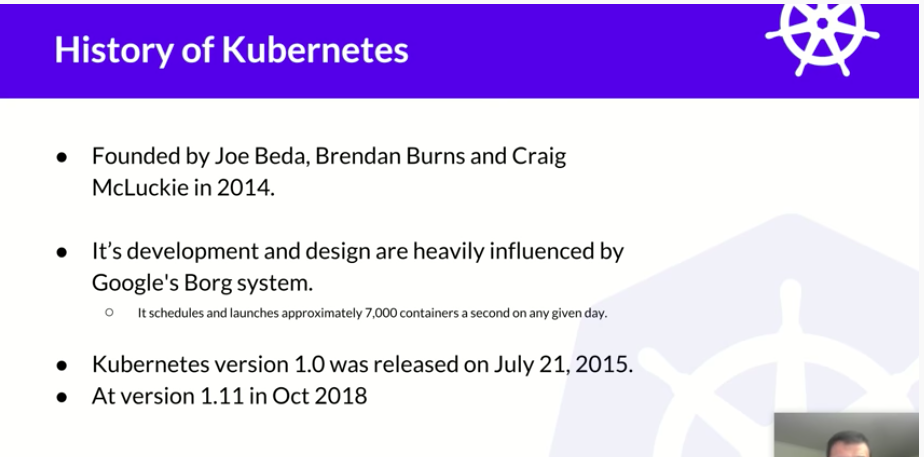 History of Kubernetes
● Founded by Joe Beda, Brendan Burns and Craig
McLuckie in 2014.
● It’s development and design are heavily influenced by
Google's Borg system.
○ It schedules and launches approximately 7,000 containers a second on any given day.
● Kubernetes version 1.0 was released on July 21, 2015.
● At version 1.11 in Oct 2018